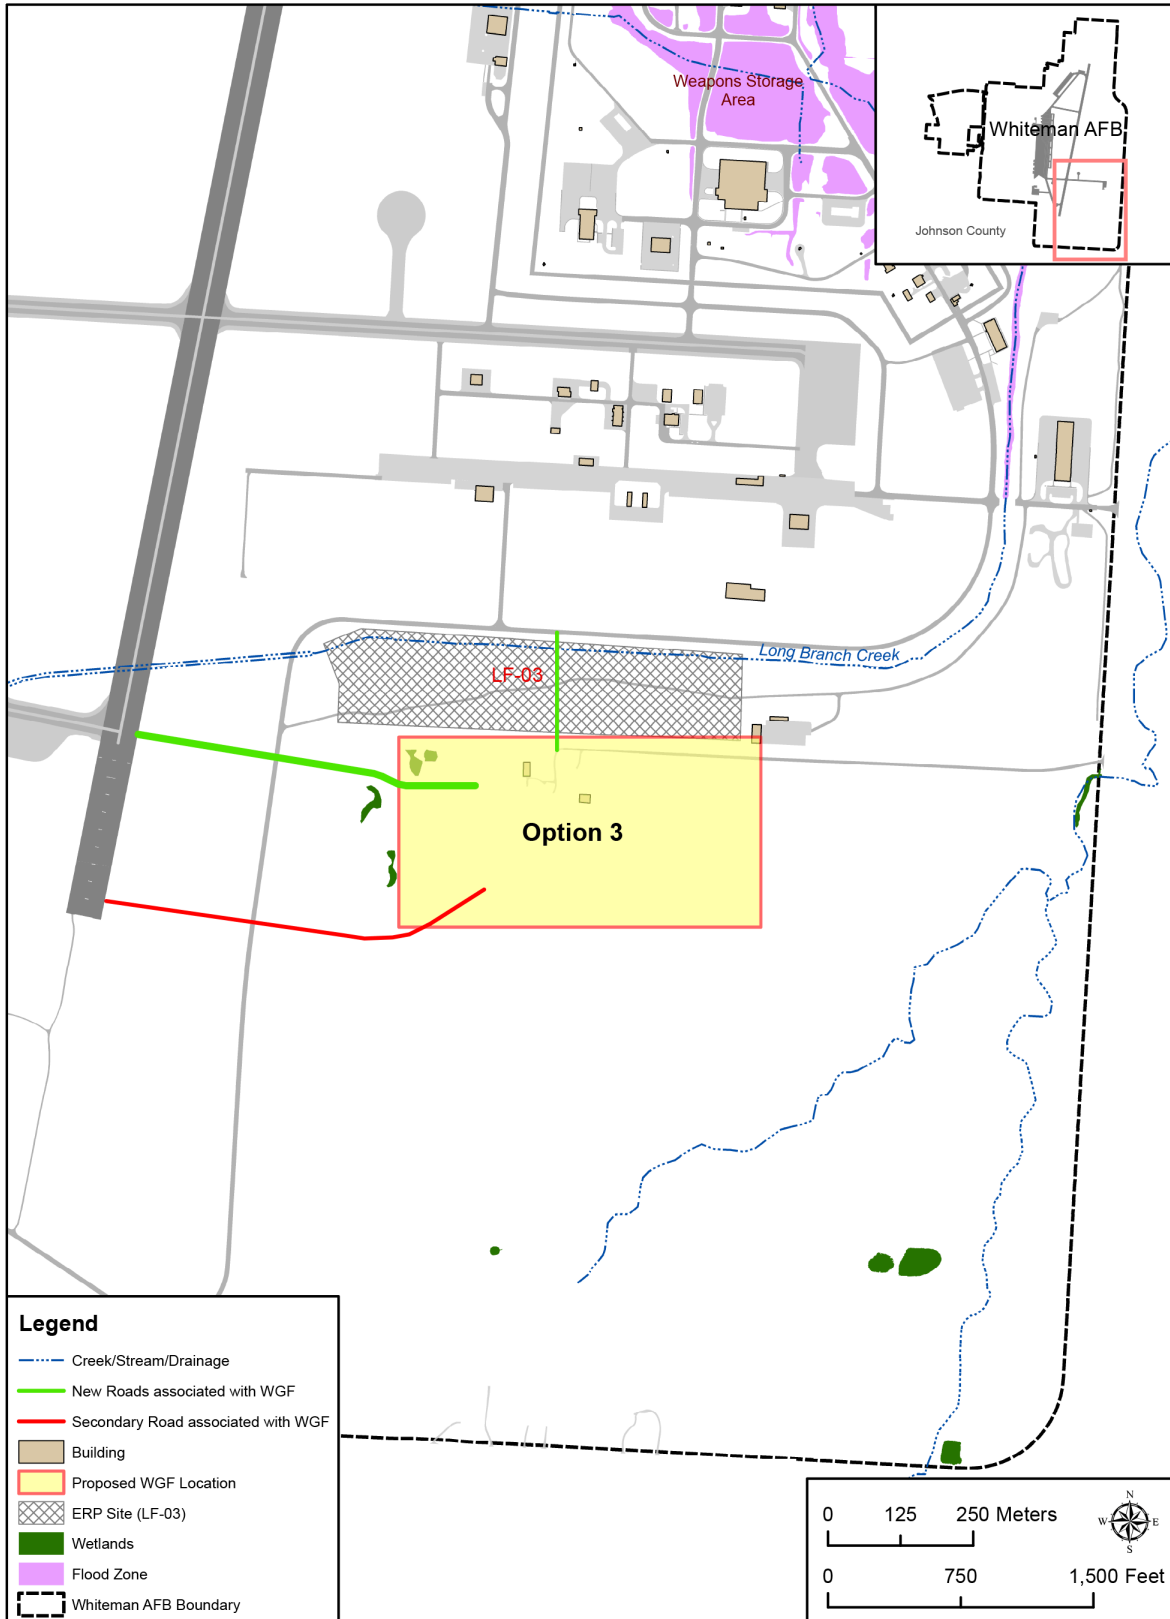 Weapons Storage
Area
Whiteman AFB
Johnson County
Long Branch Creek
LF-03
Option 3
Legend
Creek/Stream/Drainage
New Roads associated with WGF
Secondary Road associated with WGF
Building
Proposed WGF Location
ERP Site (LF-03)
Wetlands
Flood Zone
Whiteman AFB Boundary
0 125 250 Meters
N
W E
S
0 750 1,500 Feet